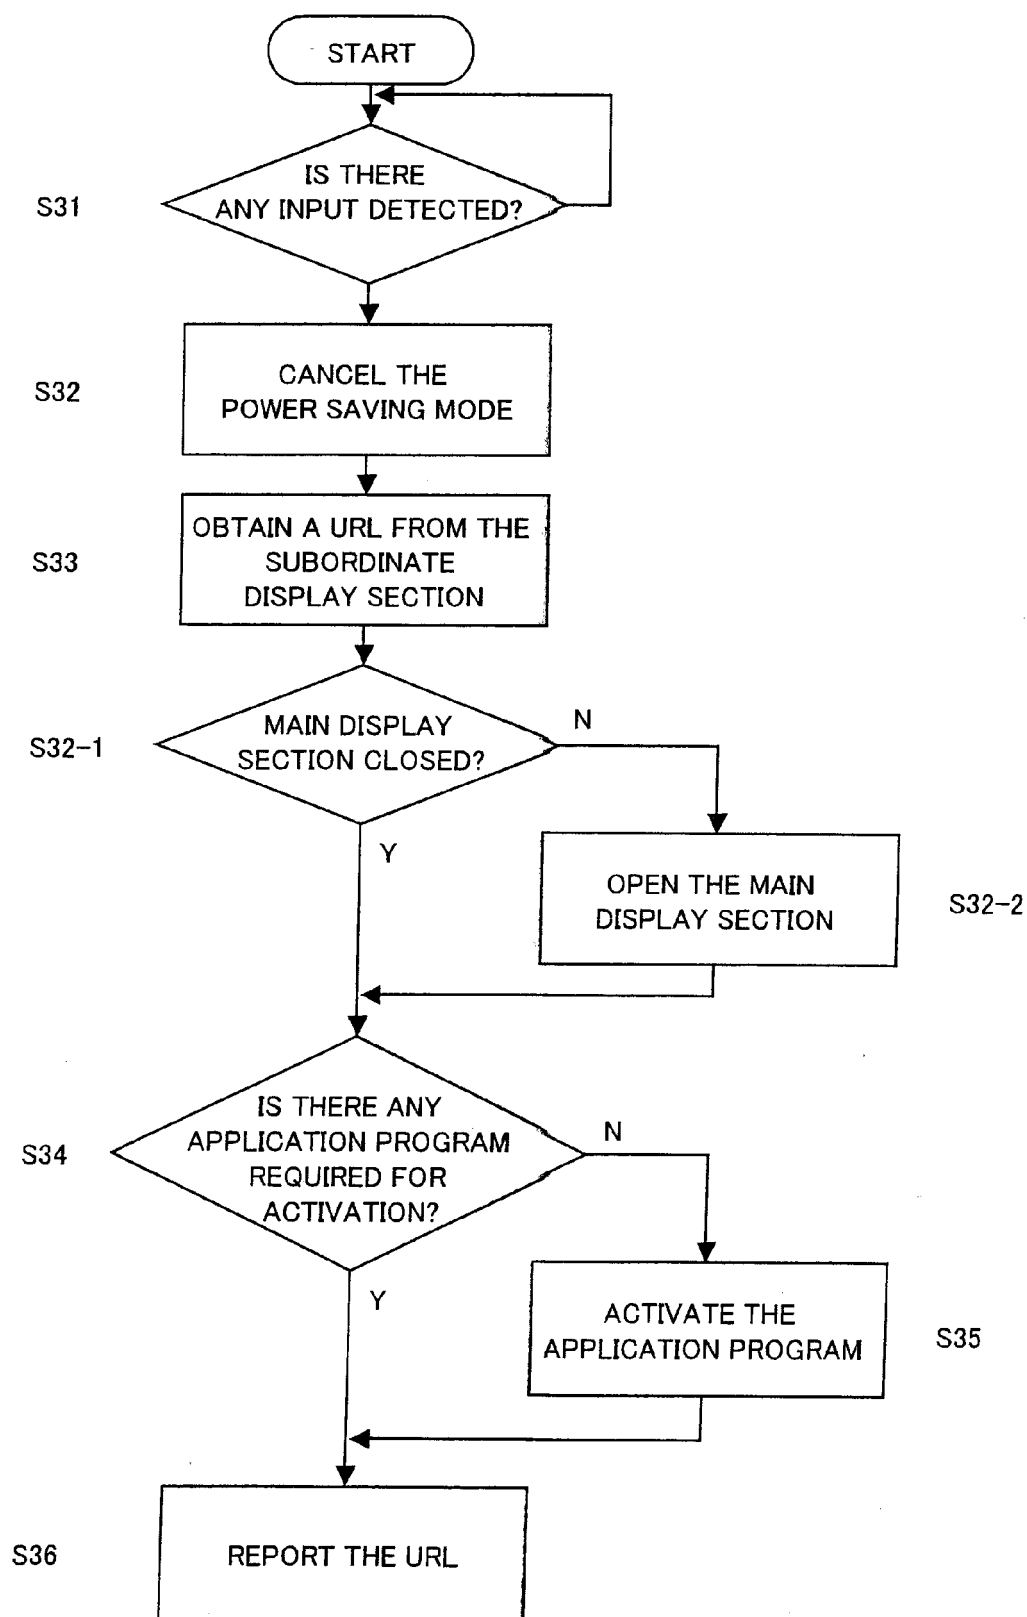 START
IS THERE
ANY INPUT DETECTED?
S31
CANCEL THE
POWER SAVING MODE
S32
OBTAIN A URL FROM THE
SUBORDINATE
DISPLAY SECTION
S33
MAIN DISPLAY
SECTION CLOSED?
S32-1
N
Y
OPEN THE MAIN
DISPLAY SECTION
S32-2
IS THERE ANY
APPLICATION PROGRAM
REQUIRED FOR
ACTIVATION?
S34
N
Y
ACTIVATE THE
APPLICATION PROGRAM
S35
REPORT THE URL
S36